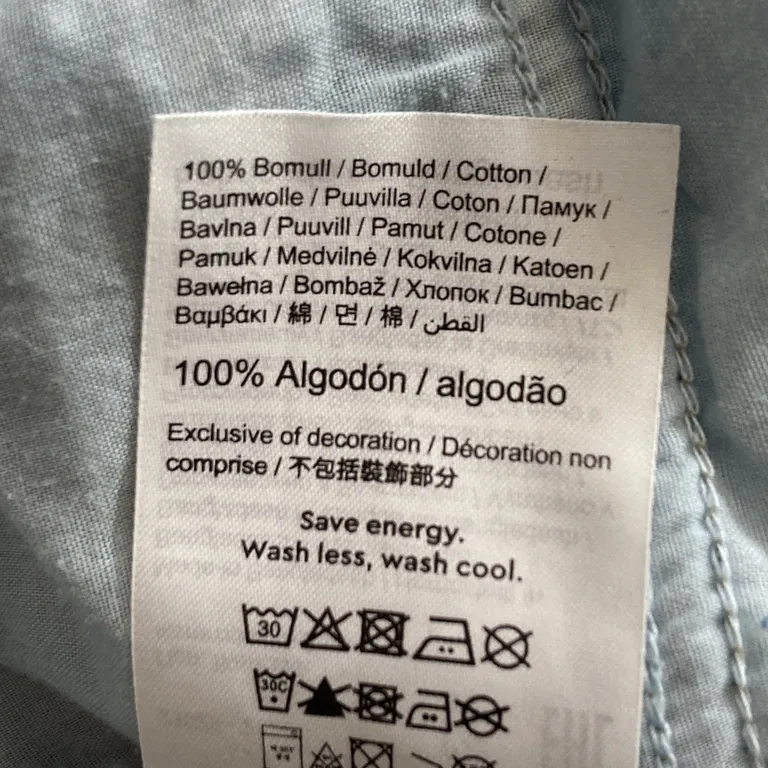 100% Bomull / Bomuld / Cotton /
Baumwolle / Puuvilla / Coton / Памук /
Bavlna / Puuvill / Pamut / Cotone /
Pamuk / Medvilnė / Kokvilna / Katoen /
Bawełna / Bombaž / Хлопок / Bumbac /
Βαμβάκι / 綿 / 면 / 棉 / القطن
100% Algodón / algodão
Exclusive of decoration / Décoration non
comprise / 不包括裝飾部分
Save energy.
Wash less, wash cool.
30
30C